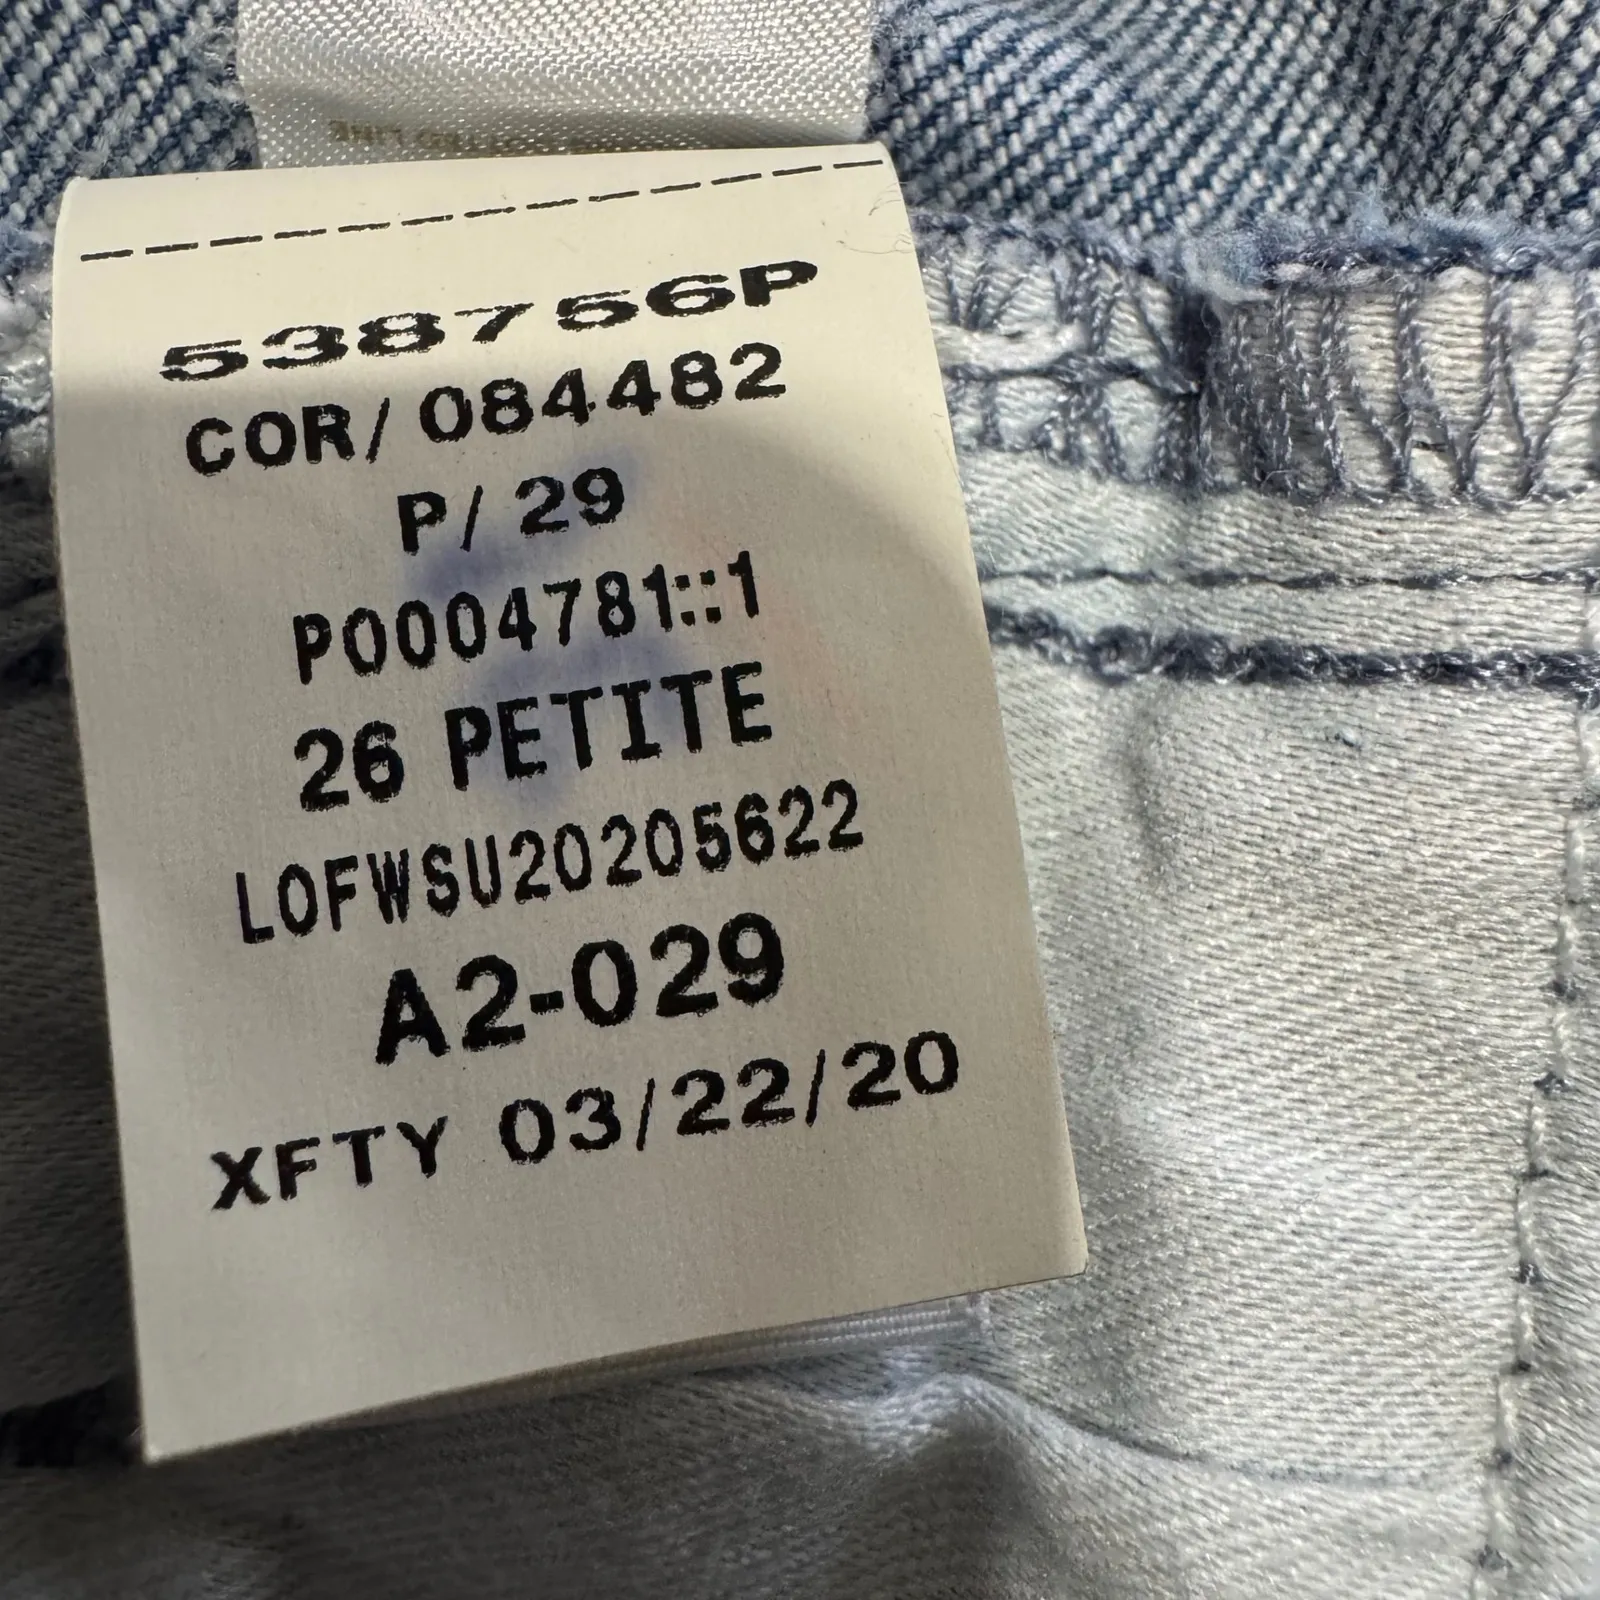 538756P
COR/ 084482
P/ 29
P0004781::1
26 PETITE
LOFWSU20205622
A2-029
XFTY 03/22/20